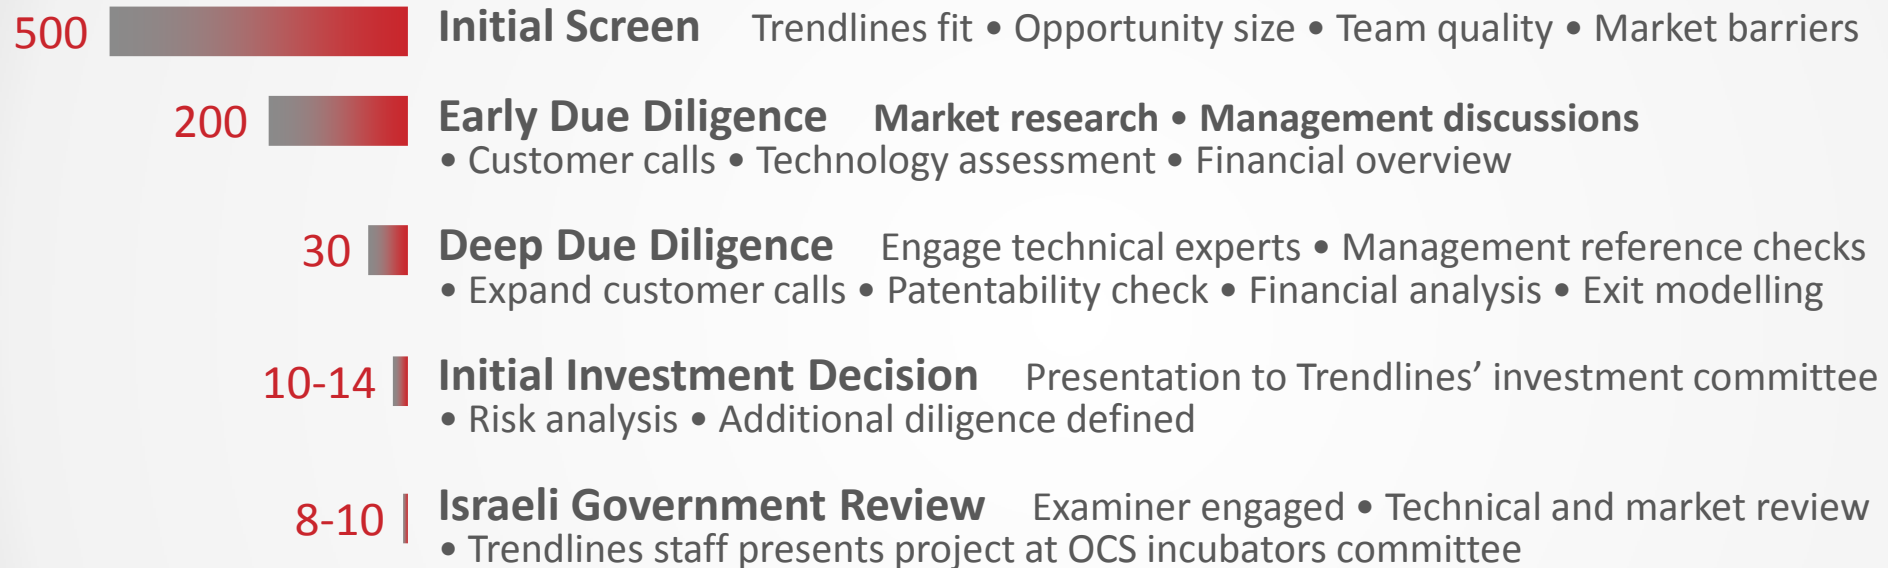 500 Initial Screen Trendlines fit • Opportunity size • Team quality • Market barriers
200 Early Due Diligence Market research • Management discussions
• Customer calls • Technology assessment • Financial overview
30 Deep Due Diligence Engage technical experts • Management reference checks
• Expand customer calls • Patentability check • Financial analysis • Exit modelling
10-14 Initial Investment Decision Presentation to Trendlines’ investment committee
• Risk analysis • Additional diligence defined
8-10 Israeli Government Review Examiner engaged • Technical and market review
• Trendlines staff presents project at OCS incubators committee